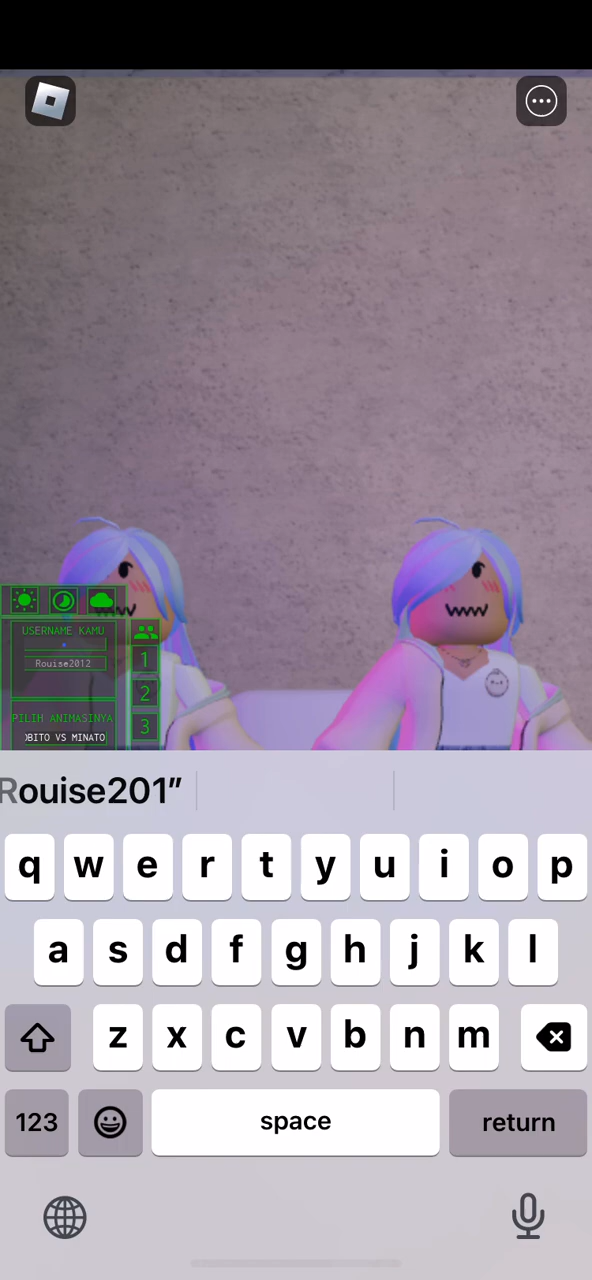 USERNAME KAMU
Rouise2012
1
2
PILIH ANIMASINYA
3
BITO VS MINATO
Rouise201”
q w e r t y u i o p
a s d f g h j k l
z x c v b n m
123 space return